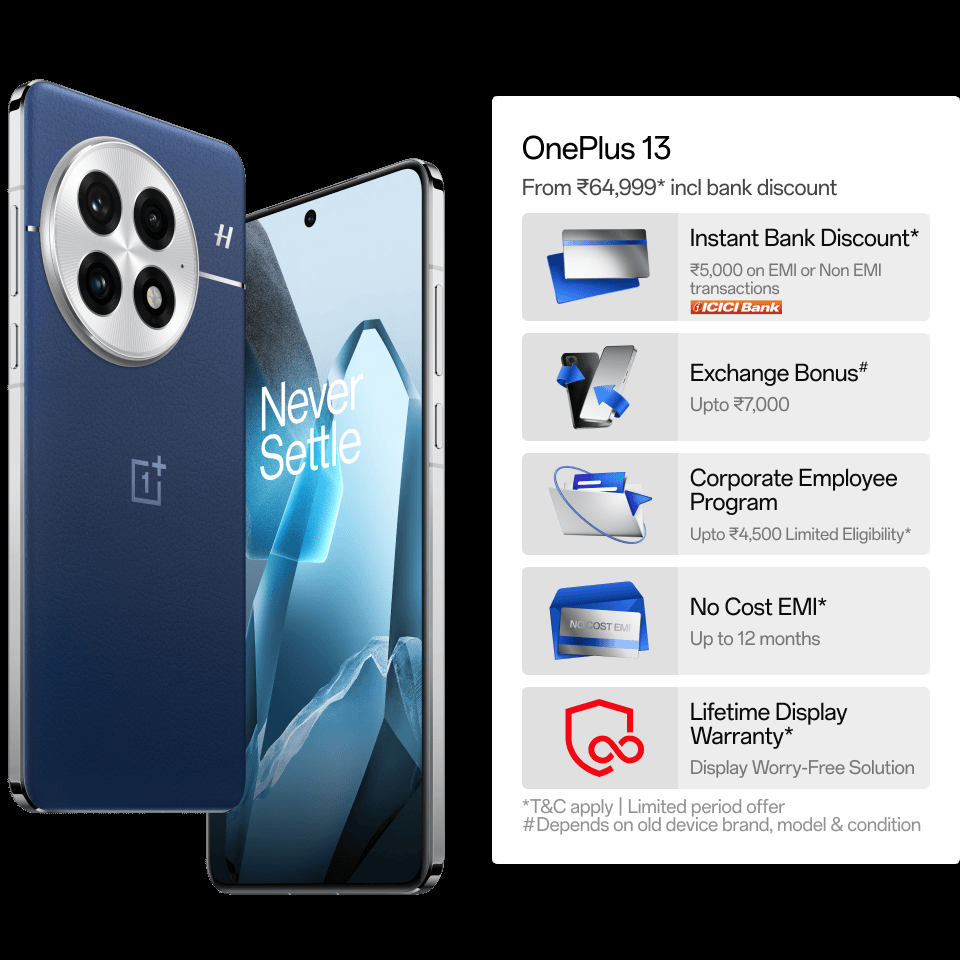 Never
Settle
OnePlus 13
From ₹64,999* incl bank discount
Instant Bank Discount*
₹5,000 on EMI or Non EMI
transactions
ICICI Bank
Exchange Bonus#
Upto ₹7,000
Corporate Employee
Program
Upto ₹4,500 Limited Eligibility*
NO COST EMI
No Cost EMI*
Up to 12 months
Lifetime Display
Warranty*
Display Worry-Free Solution
*T&C apply | Limited period offer
#Depends on old device brand, model & condition